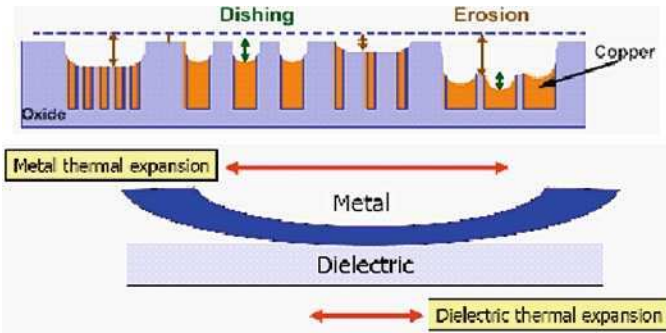 Dishing
Erosion
Copper
Oxide
Metal thermal expansion
Metal
Dielectric
Dielectric thermal expansion